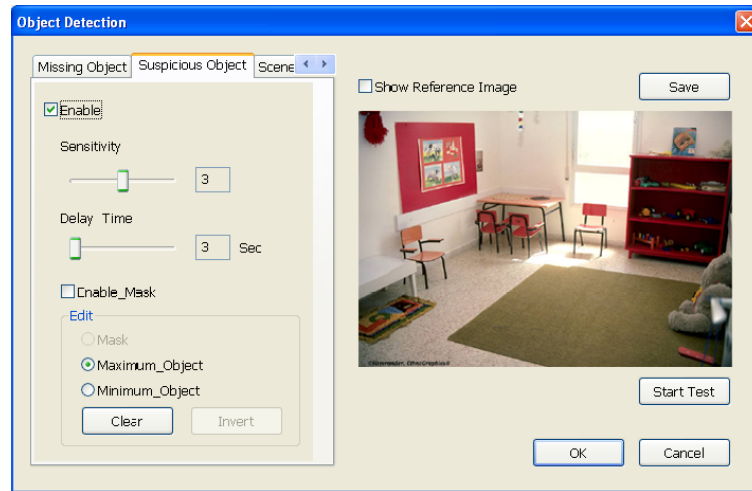 Object Detection
Missing Object Suspicious Object Scene
Enable
Sensitivity
3
Delay Time
3 Sec
Enable_Mask
Edit
Mask
Maximum_Object
Minimum_Object
Clear Invert
Show Reference Image Save
Start Test
OK Cancel